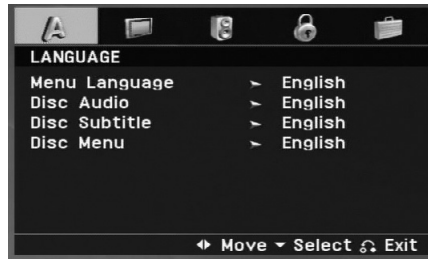 A
LANGUAGE
Menu Language ➢ English
Disc Audio ➢ English
Disc Subtitle ➢ English
Disc Menu ➢ English
Move Select Exit